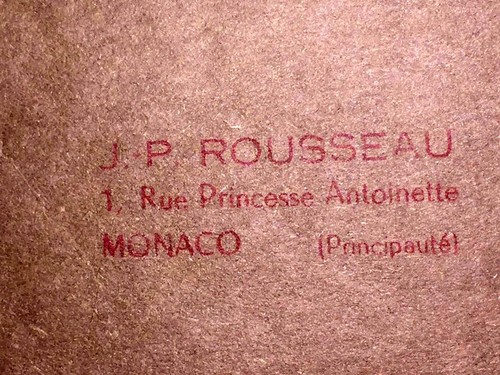 J.-P. ROUSSEAU
1, Rue Princesse Antoinette
MONACO (Principauté)